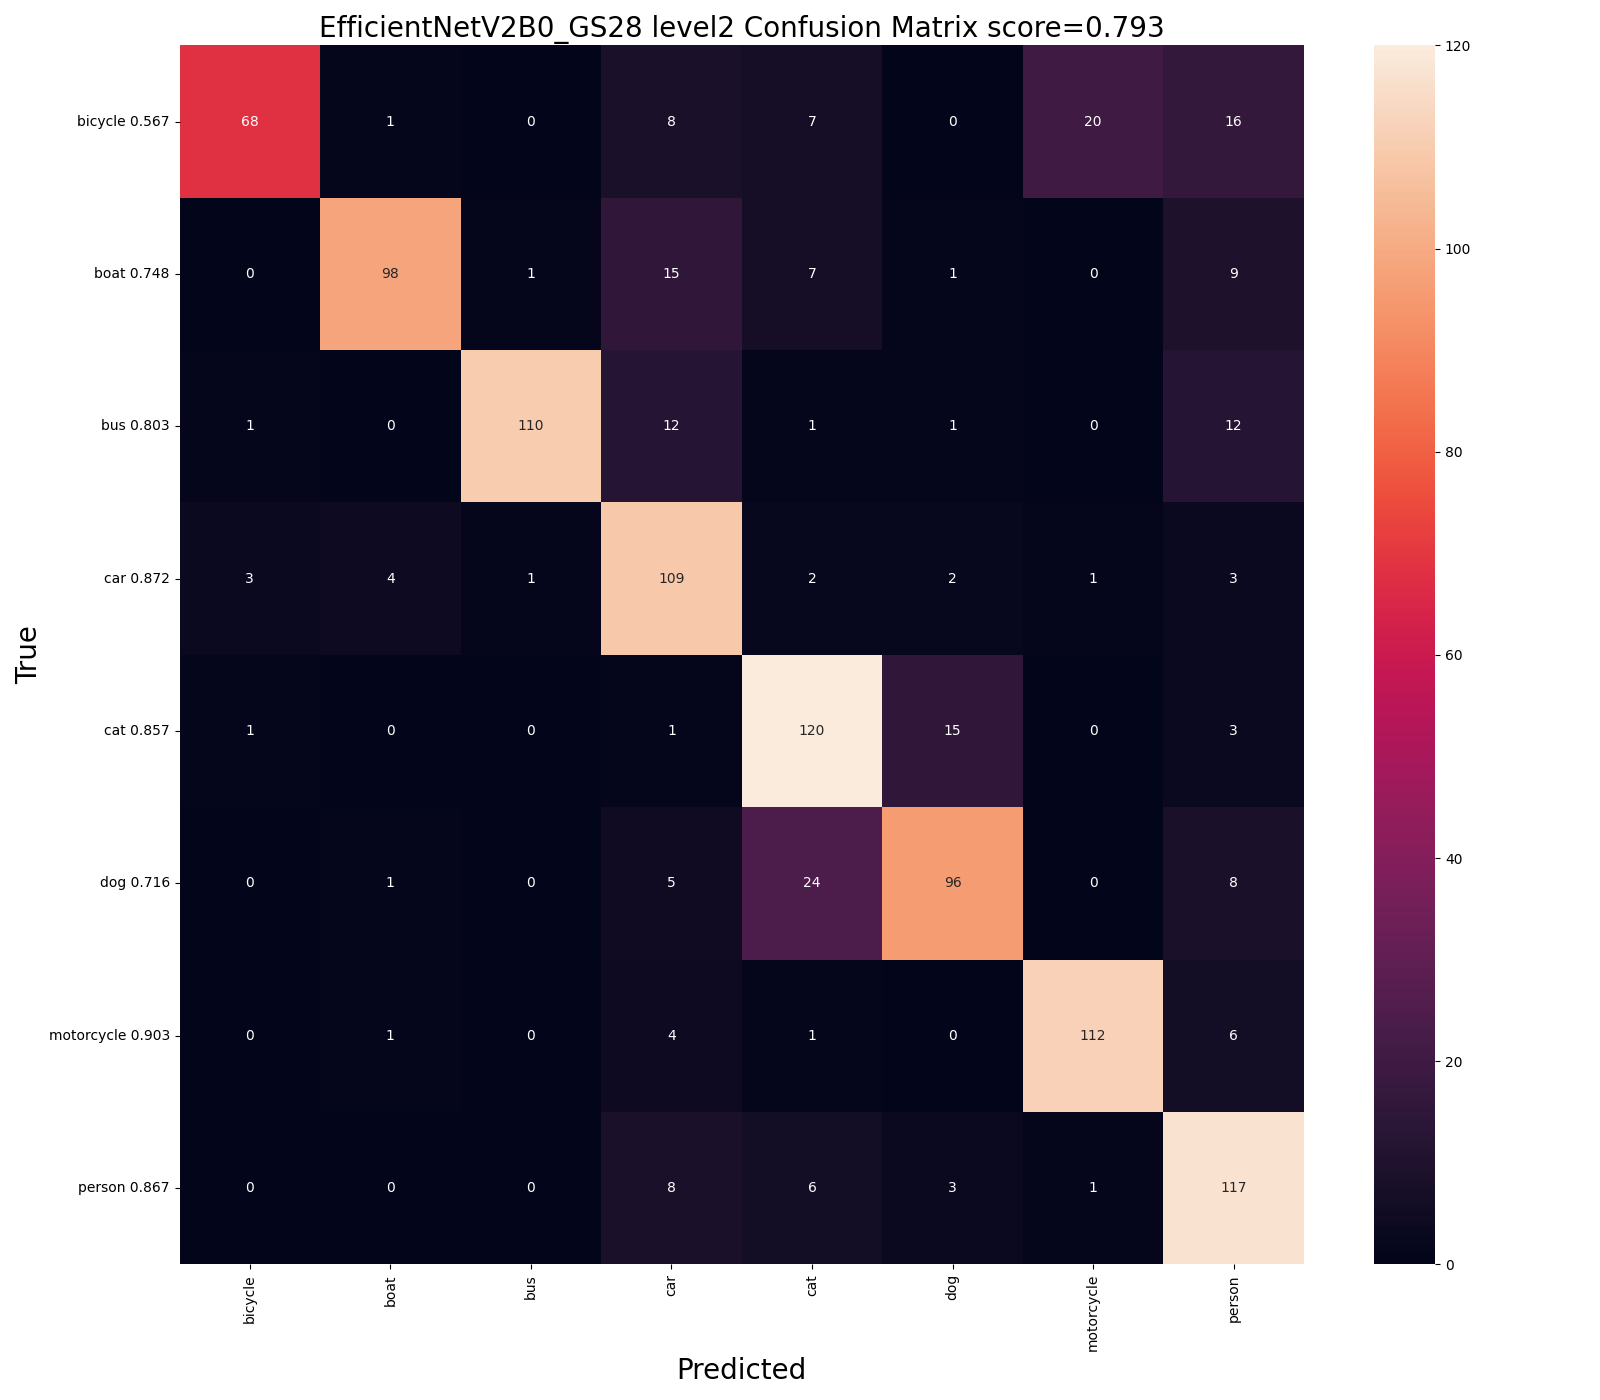 EfficientNetV2B0_GS28 level2 Confusion Matrix score=0.793
bicycle 0.567 68 1 0 8 7 0 20 16
boat 0.748 0 98 1 15 7 1 0 9
bus 0.803 1 0 110 12 1 1 0 12
car 0.872 3 4 1 109 2 2 1 3
cat 0.857 1 0 0 1 120 15 0 3
dog 0.716 0 1 0 5 24 96 0 8
motorcycle 0.903 0 1 0 4 1 0 112 6
person 0.867 0 0 0 8 6 3 1 117
bicycle boat bus car cat dog motorcycle person
True
Predicted
120
100
80
60
40
20
0